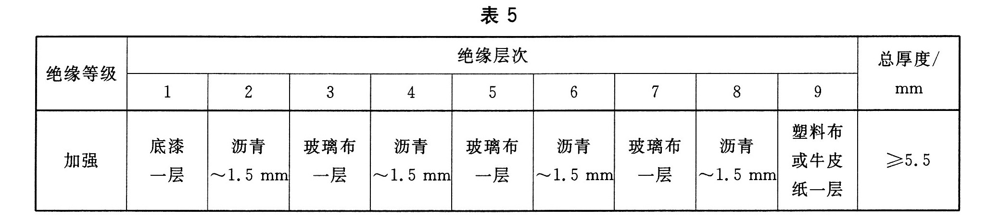 表 5
绝缘等级
绝缘层次
总厚度/
mm
1 2 3 4 5 6 7 8 9
加强
底漆
一层
沥青
～1.5 mm
玻璃布
一层
沥青
～1.5 mm
玻璃布
一层
沥青
～1.5 mm
玻璃布
一层
沥青
～1.5 mm
塑料布
或牛皮
纸一层
≥5.5